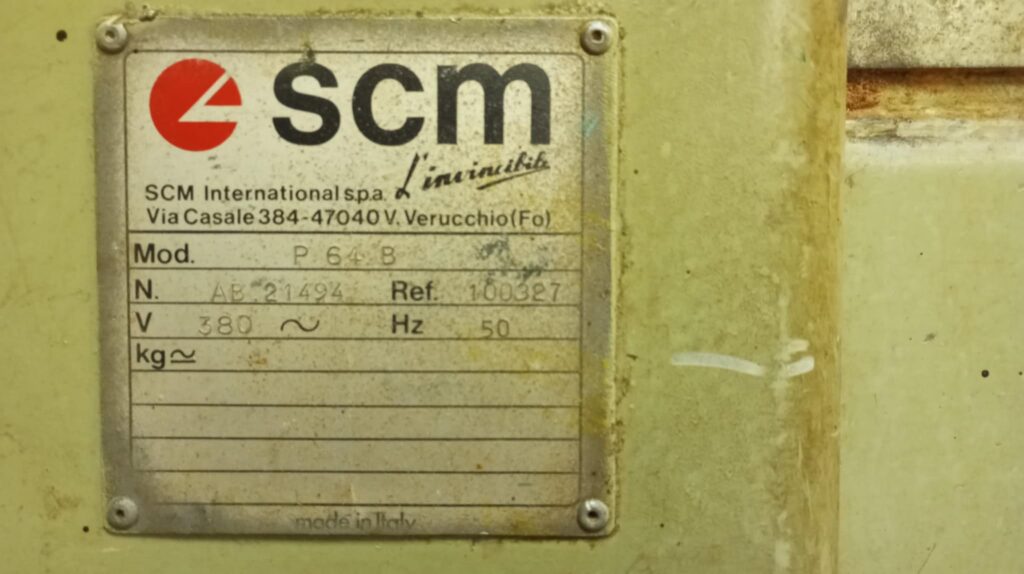 scm
L'invincibile
SCM International s.p.a.
Via Casale 384-47040 V. Verucchio (Fo)
Mod. P 64 B
N. AB 21494 Ref. 100327
V 380 ~ Hz 50
kg ≃
made in Italy